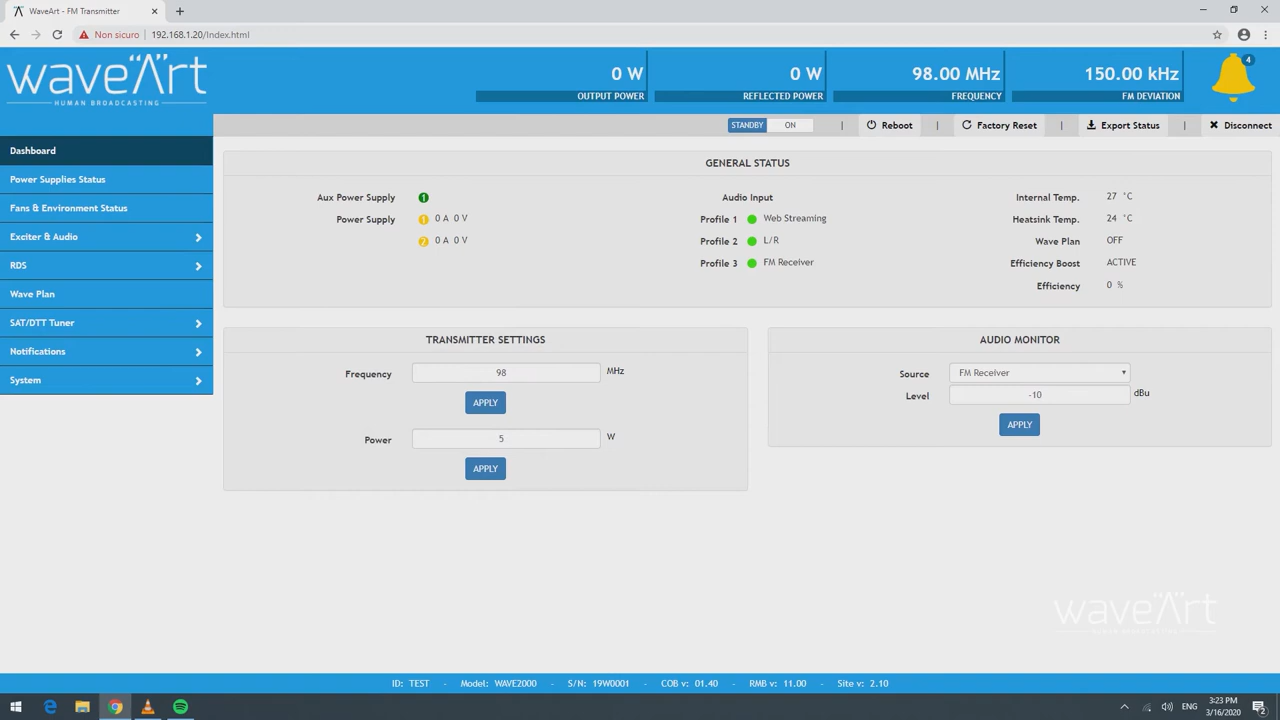 WaveArt - FM Transmitter
Non sicuro 192.168.1.20/Index.html
waveArt
HUMAN BROADCASTING
0 W
OUTPUT POWER
0 W
REFLECTED POWER
98.00 MHz
FREQUENCY
150.00 kHz
FM DEVIATION
4
STANDBY ON | Reboot | Factory Reset | Export Status | Disconnect
Dashboard
Power Supplies Status
Fans & Environment Status
Exciter & Audio
RDS
Wave Plan
SAT/DTT Tuner
Notifications
System
GENERAL STATUS
Aux Power Supply 1
Power Supply 1 0 A 0 V
2 0 A 0 V
Audio Input
Profile 1 Web Streaming
Profile 2 L/R
Profile 3 FM Receiver
Internal Temp. 27 °C
Heatsink Temp. 24 °C
Wave Plan OFF
Efficiency Boost ACTIVE
Efficiency 0 %
TRANSMITTER SETTINGS
Frequency 98 MHz
APPLY
Power 5 W
APPLY
AUDIO MONITOR
Source FM Receiver
Level -10 dBu
APPLY
waveArt
HUMAN BROADCASTING
ID: TEST - Model: WAVE2000 - S/N: 19W0001 - COB v: 01.40 - RMB v: 11.00 - Site v: 2.10
ENG
3:23 PM
3/16/2020
2